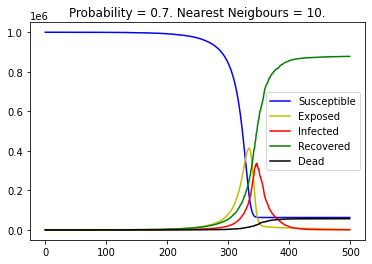 Probability = 0.7. Nearest Neigbours = 10.
1e6
1.0
0.8
0.6
0.4
0.2
0.0
Susceptible
Exposed
Infected
Recovered
Dead
0 100 200 300 400 500